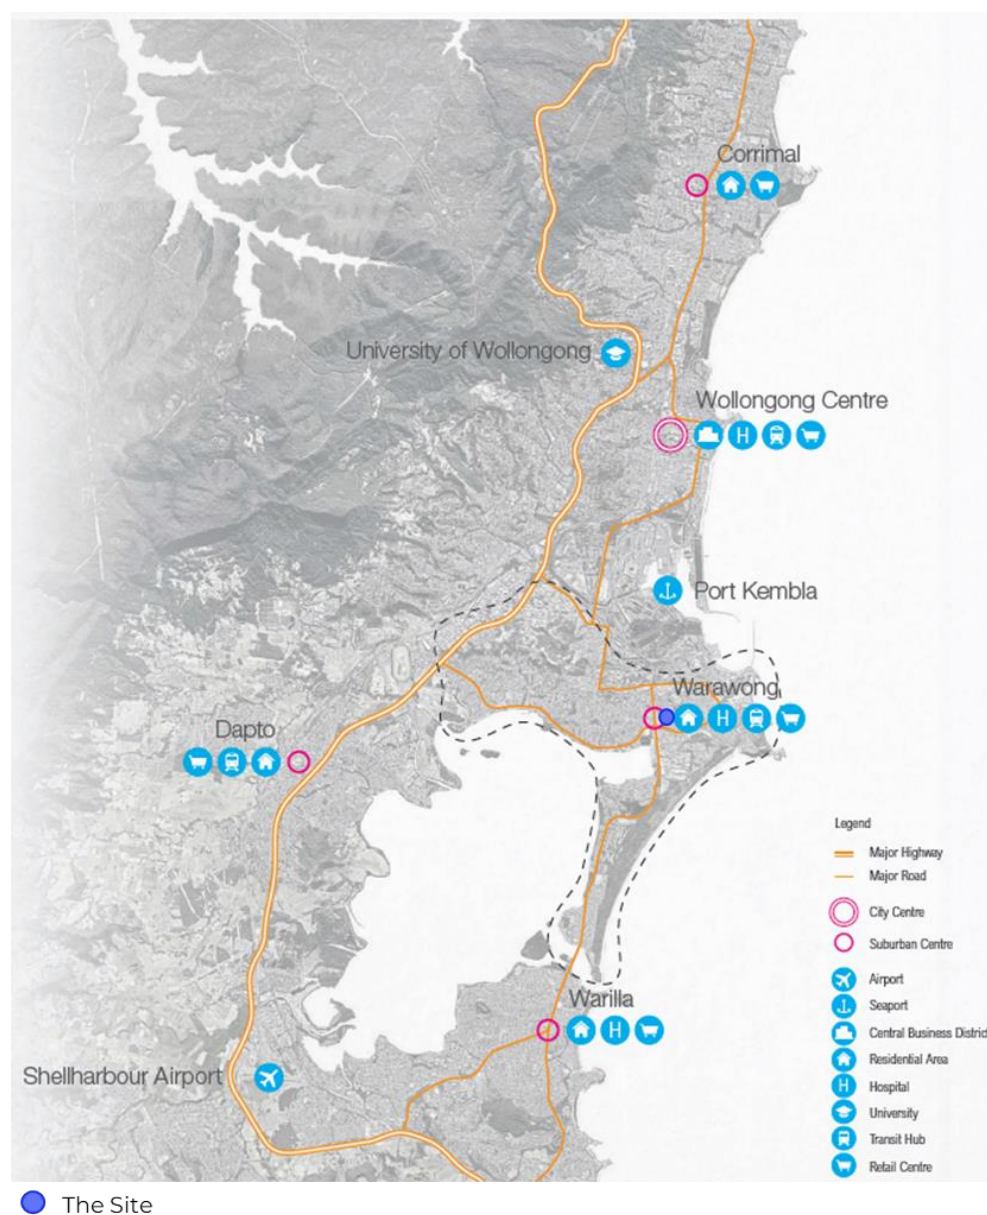 Corrimal
University of Wollongong
Wollongong Centre
H
Port Kembla
Warawong
H
Dapto
Legend
Major Highway
Major Road
City Centre
Suburban Centre
Airport
Seaport
Central Business District
Residential Area
H Hospital
University
Transit Hub
Retail Centre
Warilla
H
Shellharbour Airport
The Site